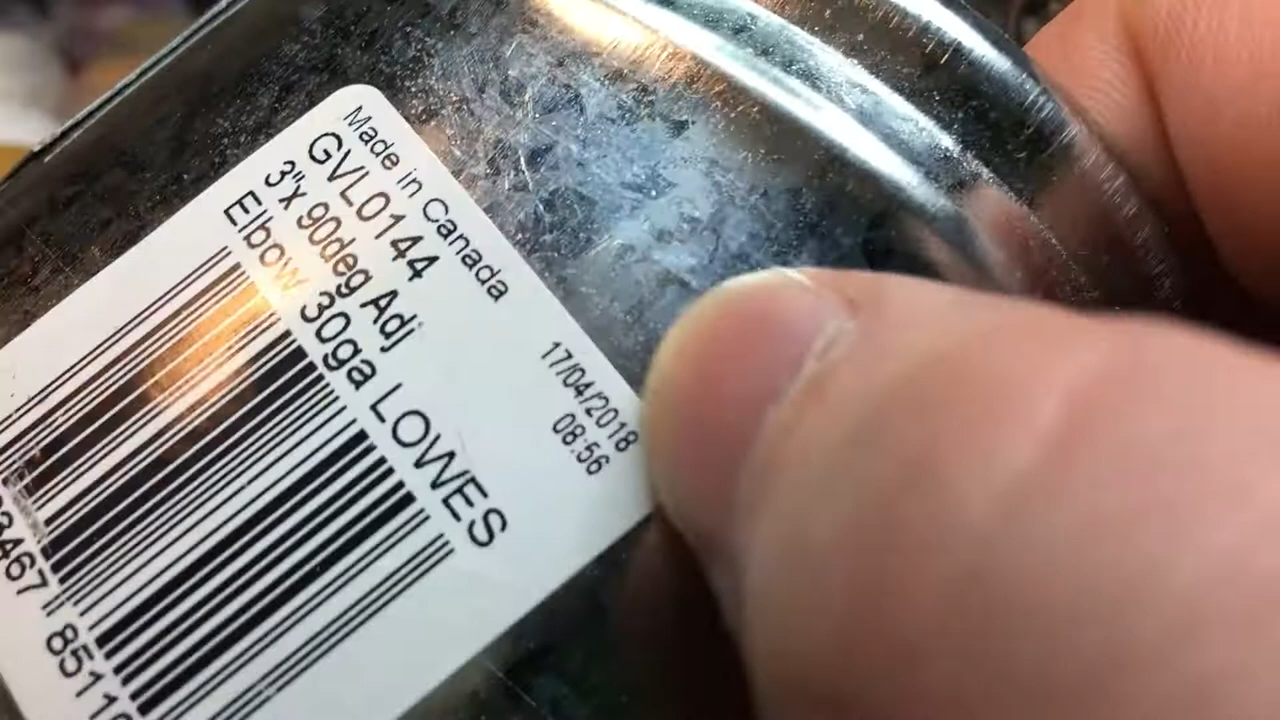 Made in Canada
GVL0144
3"x 90deg Adj
Elbow 30ga LOWES
17/04/2018
08:56